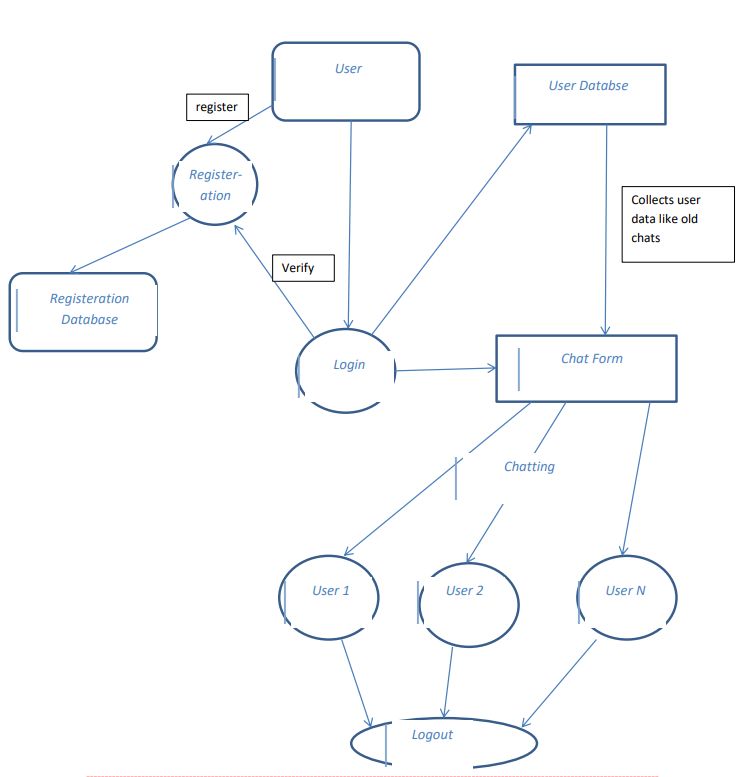 User
User Databse
register
Register-
ation
Collects user
data like old
chats
Verify
Registeration
Database
Login
Chat Form
Chatting
User 1
User 2
User N
Logout